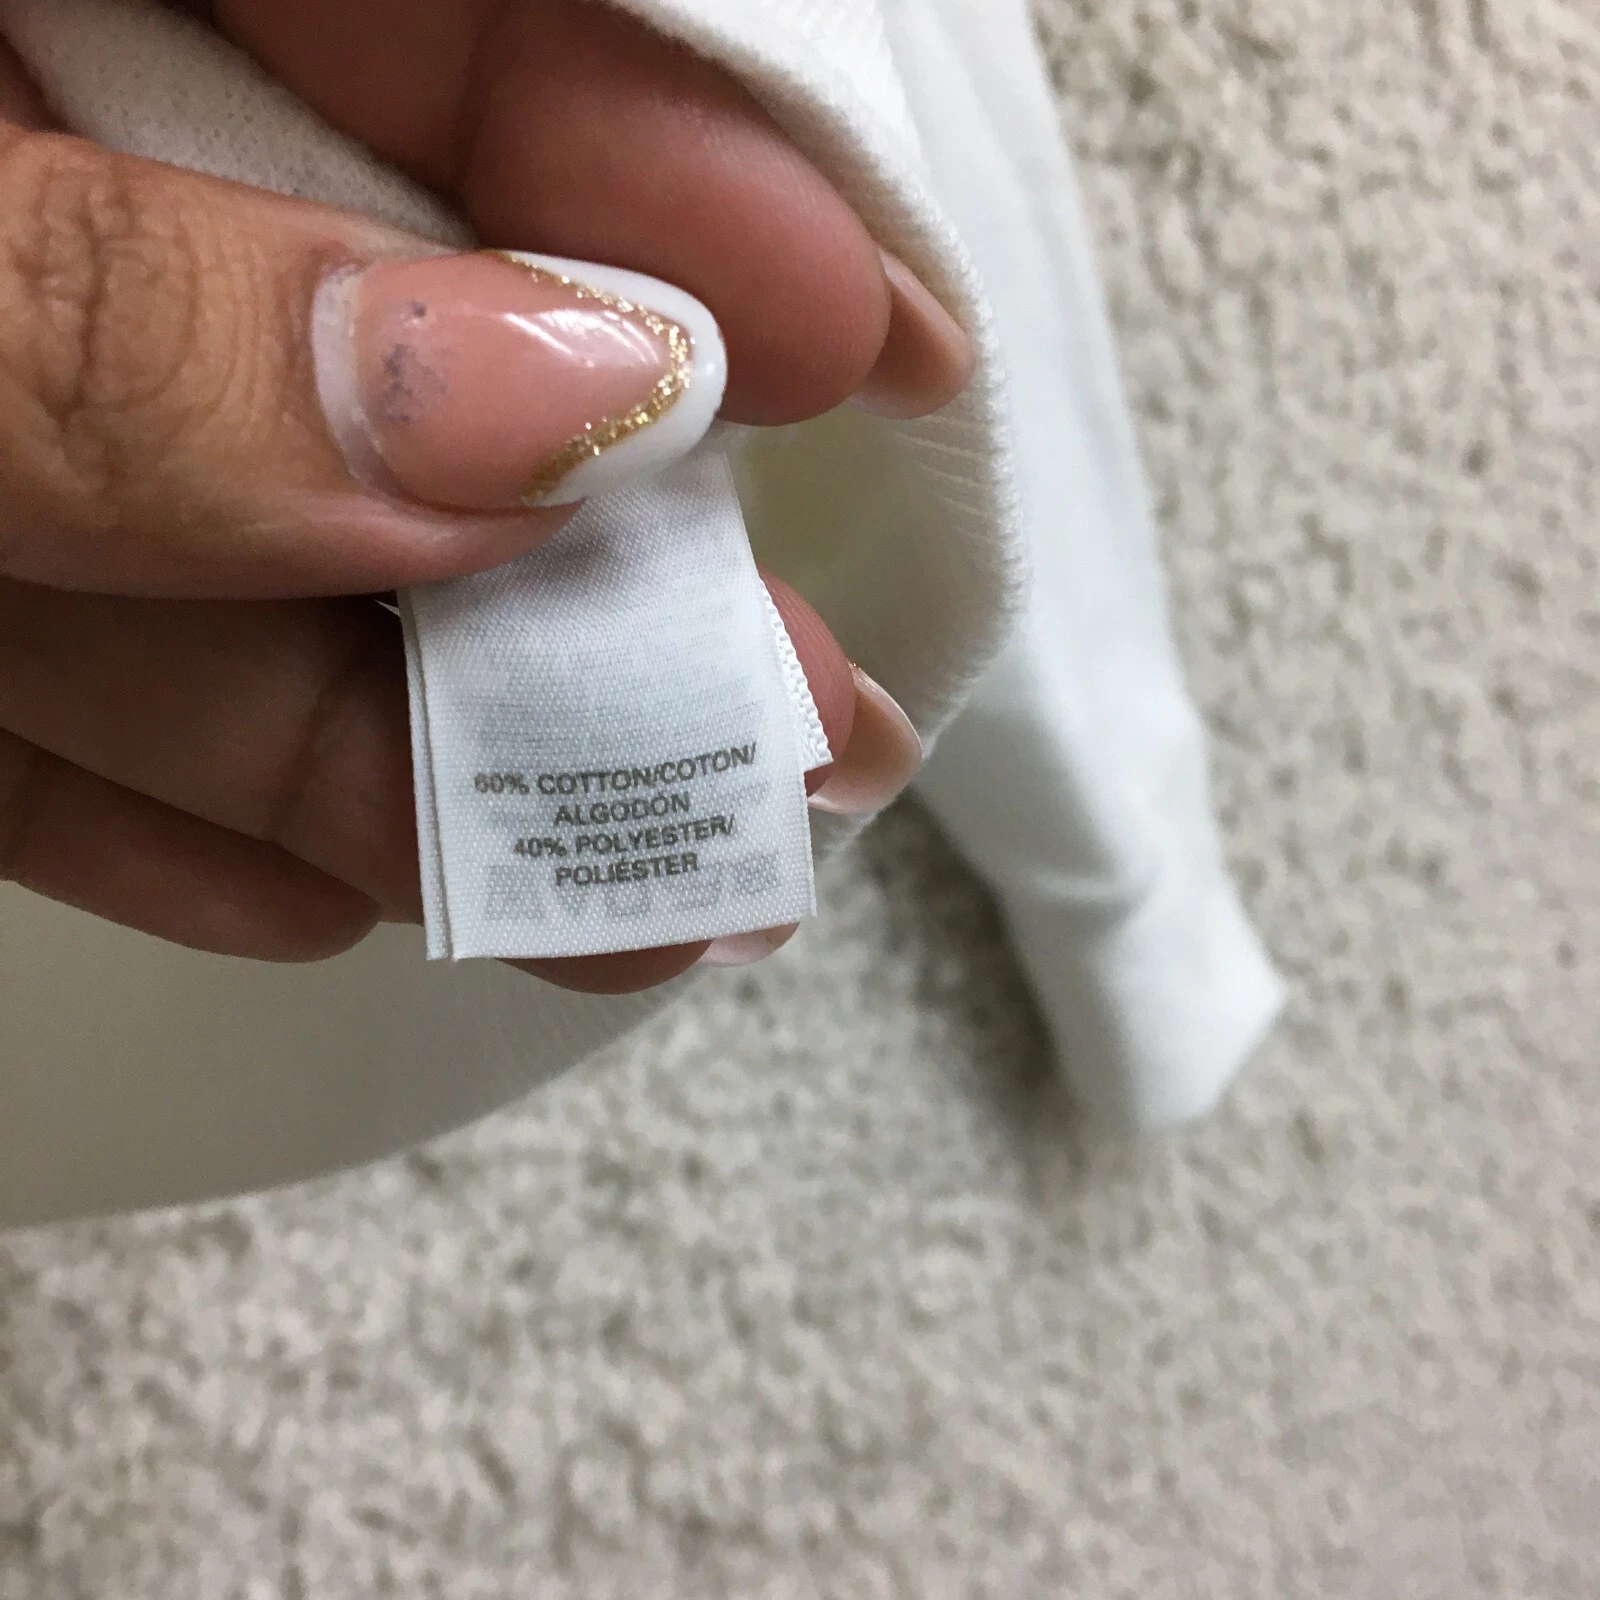 60% COTTON/COTON/
ALGODÓN
40% POLYESTER/
POLIÉSTER